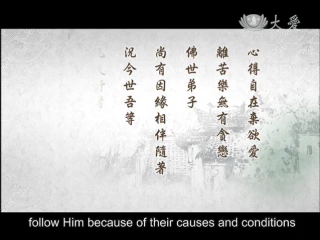 大愛
心得自在棄欲愛
離苦樂無有貪戀
佛世弟子
尚有因緣相伴隨著
況今世吾等
follow Him because of their causes and conditions